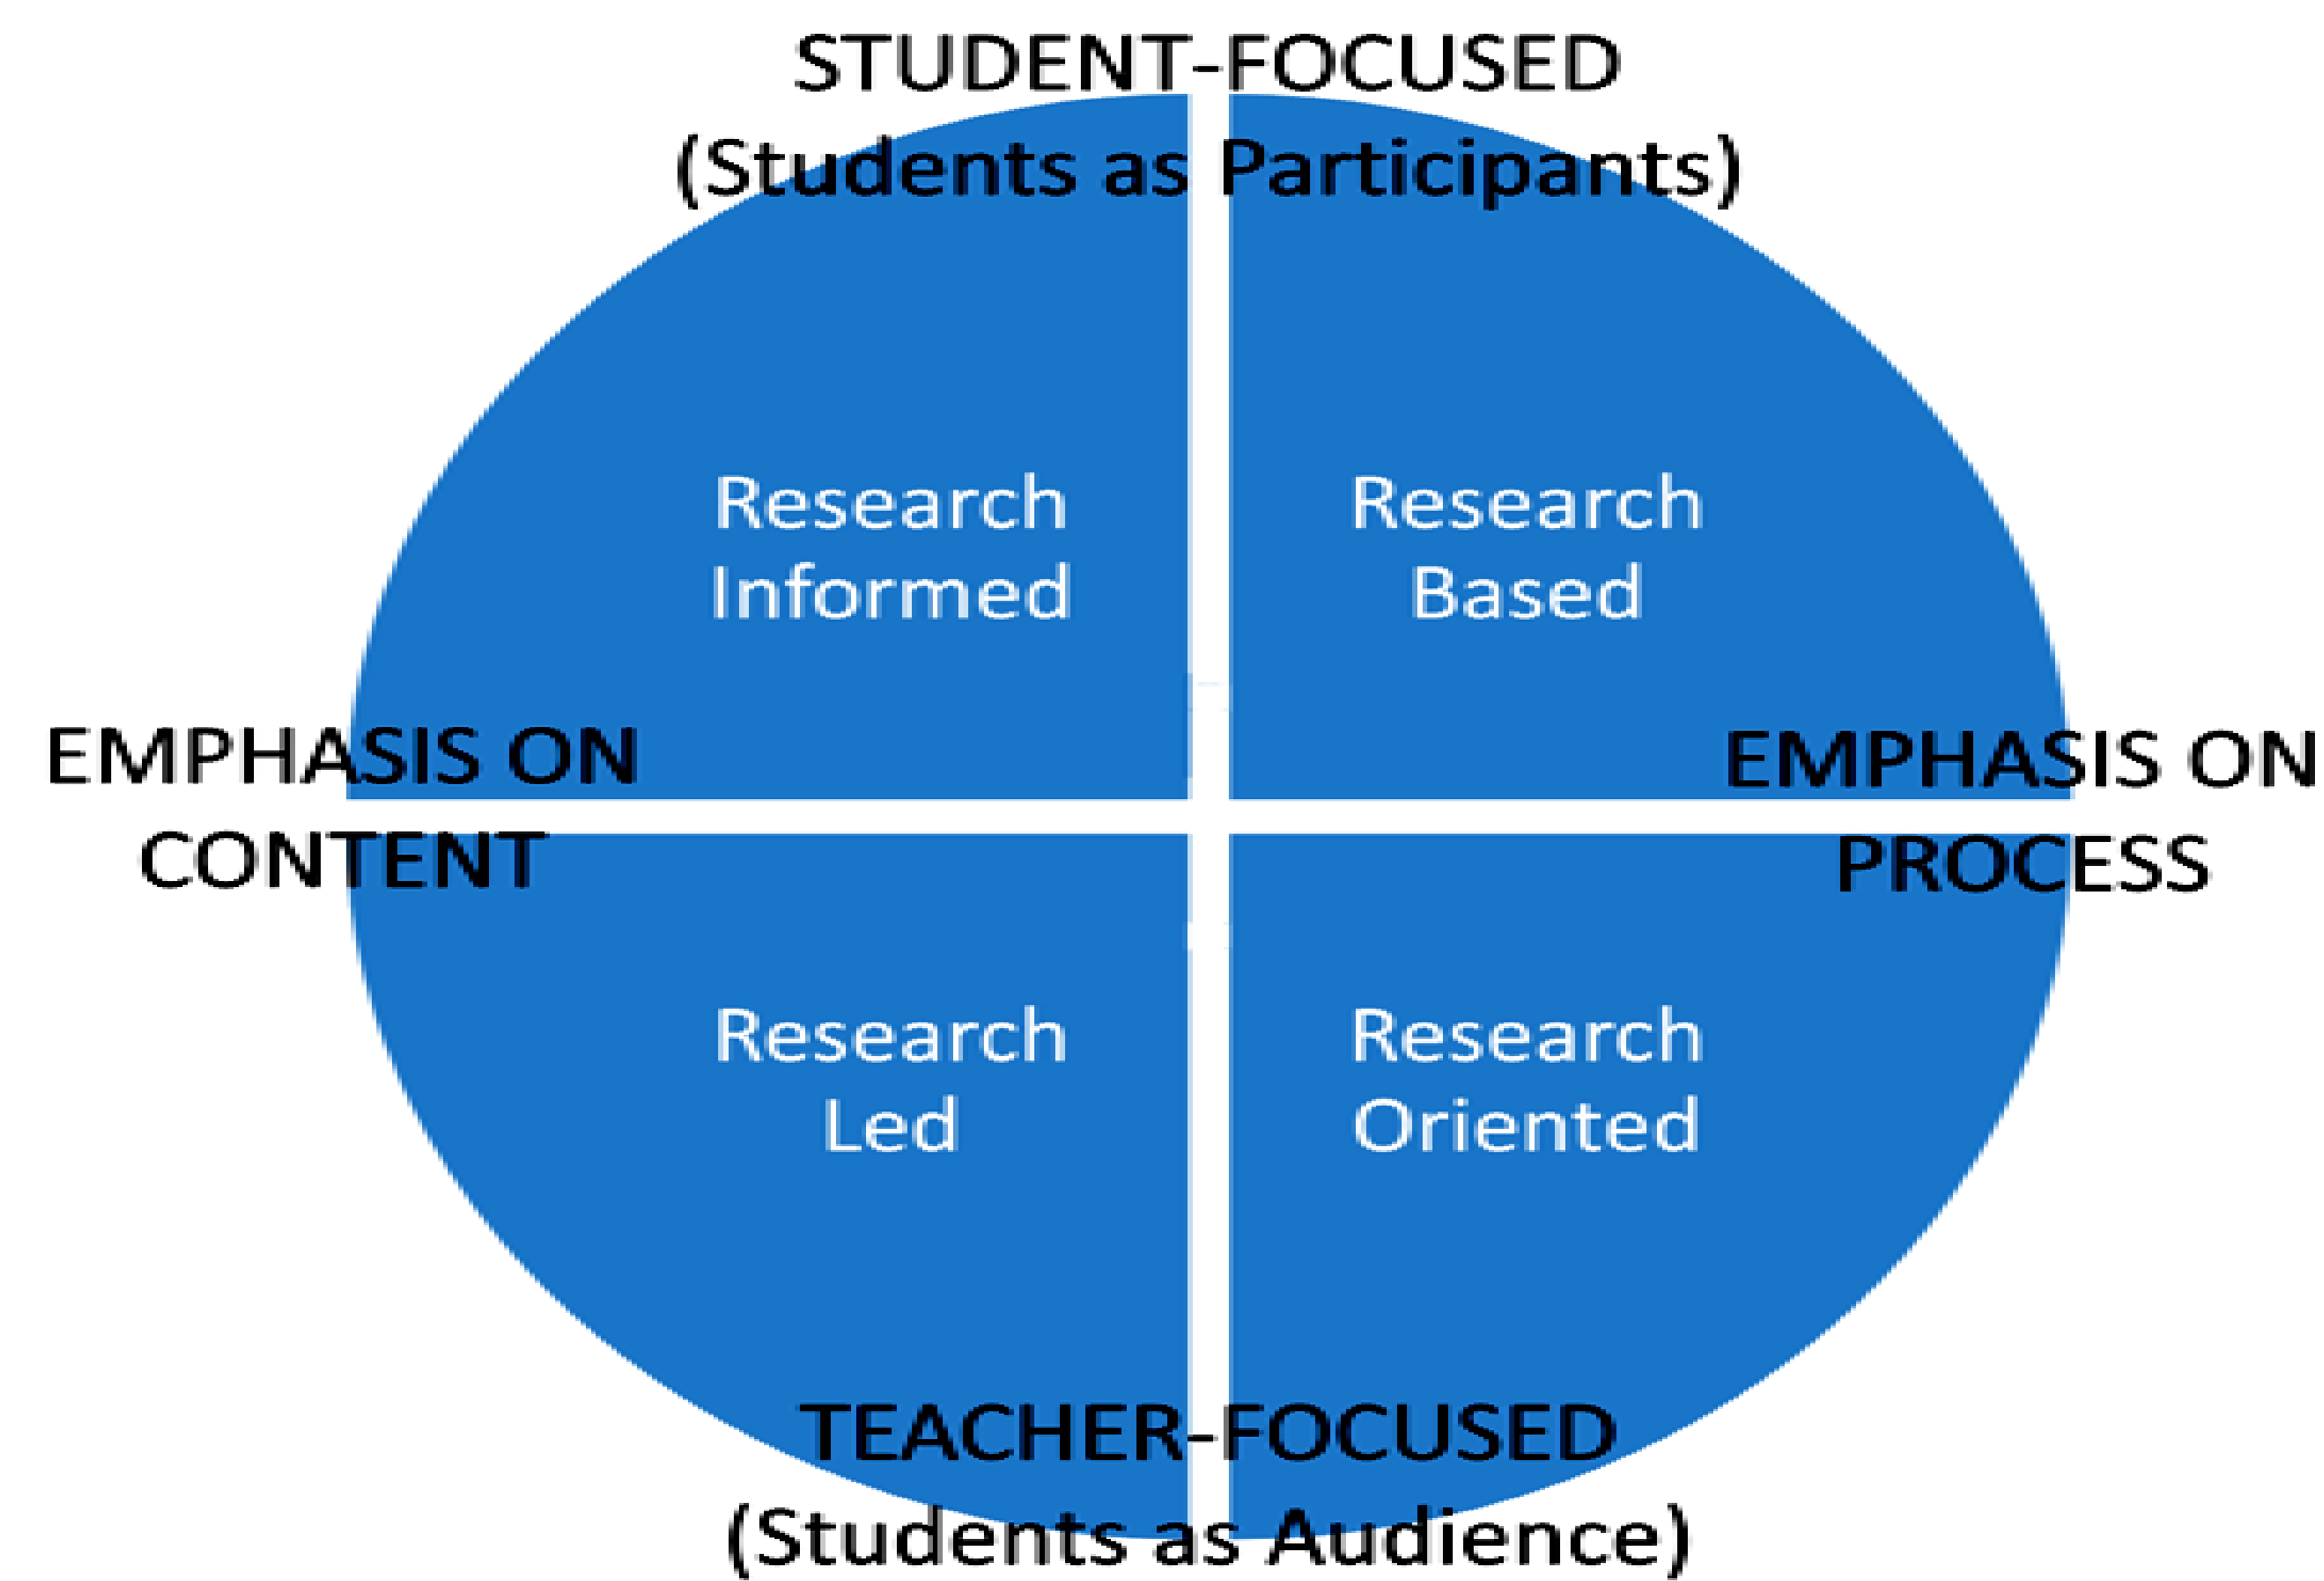 STUDENT-FOCUSED
(Students as Participants)
Research
Informed
Research
Based
EMPHASIS ON
CONTENT
EMPHASIS ON
PROCESS
Research
Led
Research
Oriented
TEACHER-FOCUSED
(Students as Audience)